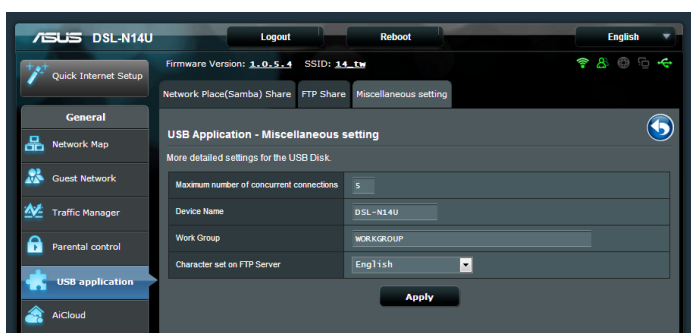 ASUS DSL-N14U
Logout
Reboot
English
Quick Internet Setup
Firmware Version: 1.0.5.4 SSID: 14_tw
Network Place(Samba) Share
FTP Share
Miscellaneous setting
General
Network Map
Guest Network
Traffic Manager
Parental control
USB application
AiCloud
USB Application - Miscellaneous setting
More detailed settings for the USB Disk.
Maximum number of concurrent connections 5
Device Name DSL-N14U
Work Group WORKGROUP
Character set on FTP Server English
Apply